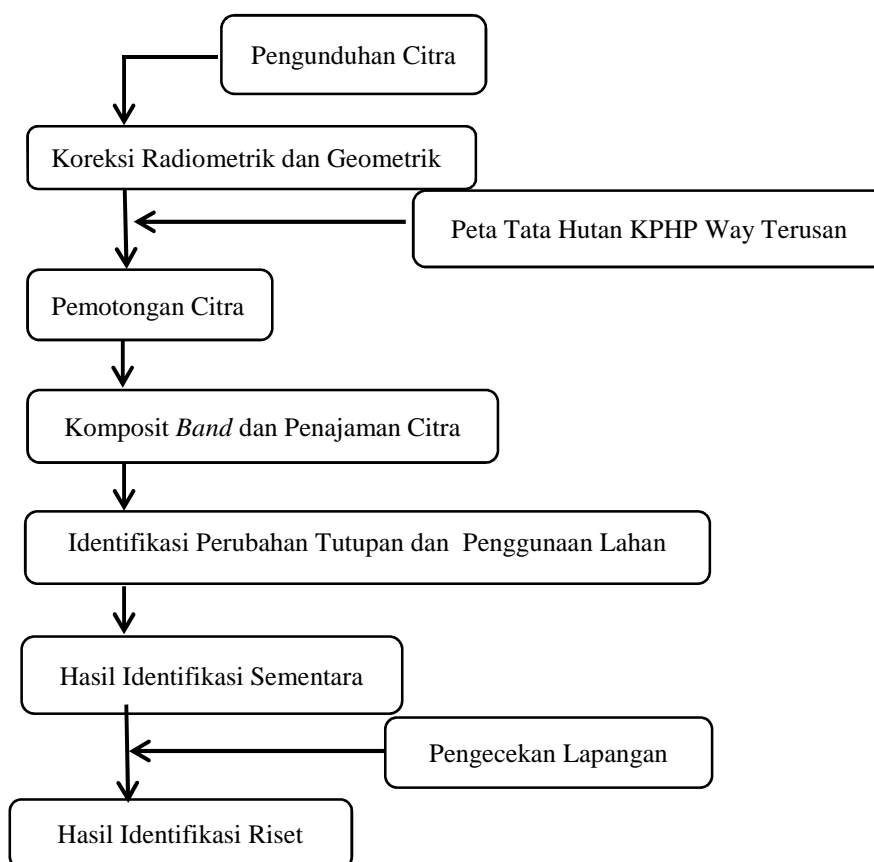 Pengunduhan Citra
Koreksi Radiometrik dan Geometrik
Peta Tata Hutan KPHP Way Terusan
Pemotongan Citra
Komposit Band dan Penajaman Citra
Identifikasi Perubahan Tutupan dan Penggunaan Lahan
Hasil Identifikasi Sementara
Pengecekan Lapangan
Hasil Identifikasi Riset